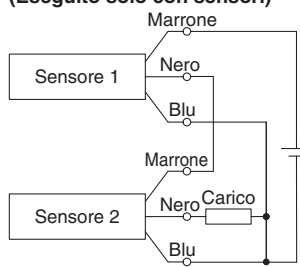 (Eseguito solo con sensori)
Marrone
Sensore 1
Nero
Blu
Marrone
Sensore 2
Nero
Carico
Blu